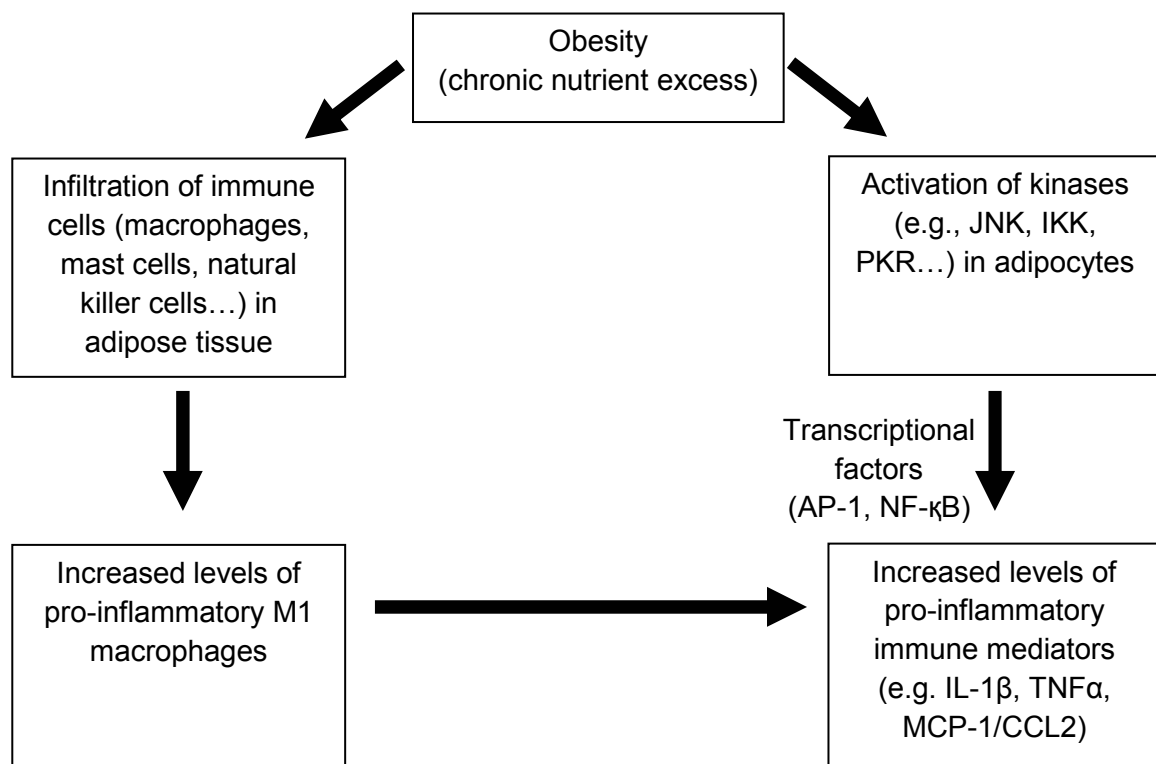 Obesity
(chronic nutrient excess)
Infiltration of immune
cells (macrophages,
mast cells, natural
killer cells…) in
adipose tissue
Activation of kinases
(e.g., JNK, IKK,
PKR…) in adipocytes
Transcriptional
factors
(AP-1, NF-ҝB)
Increased levels of
pro-inflammatory M1
macrophages
Increased levels of
pro-inflammatory
immune mediators
(e.g. IL-1β, TNFα,
MCP-1/CCL2)